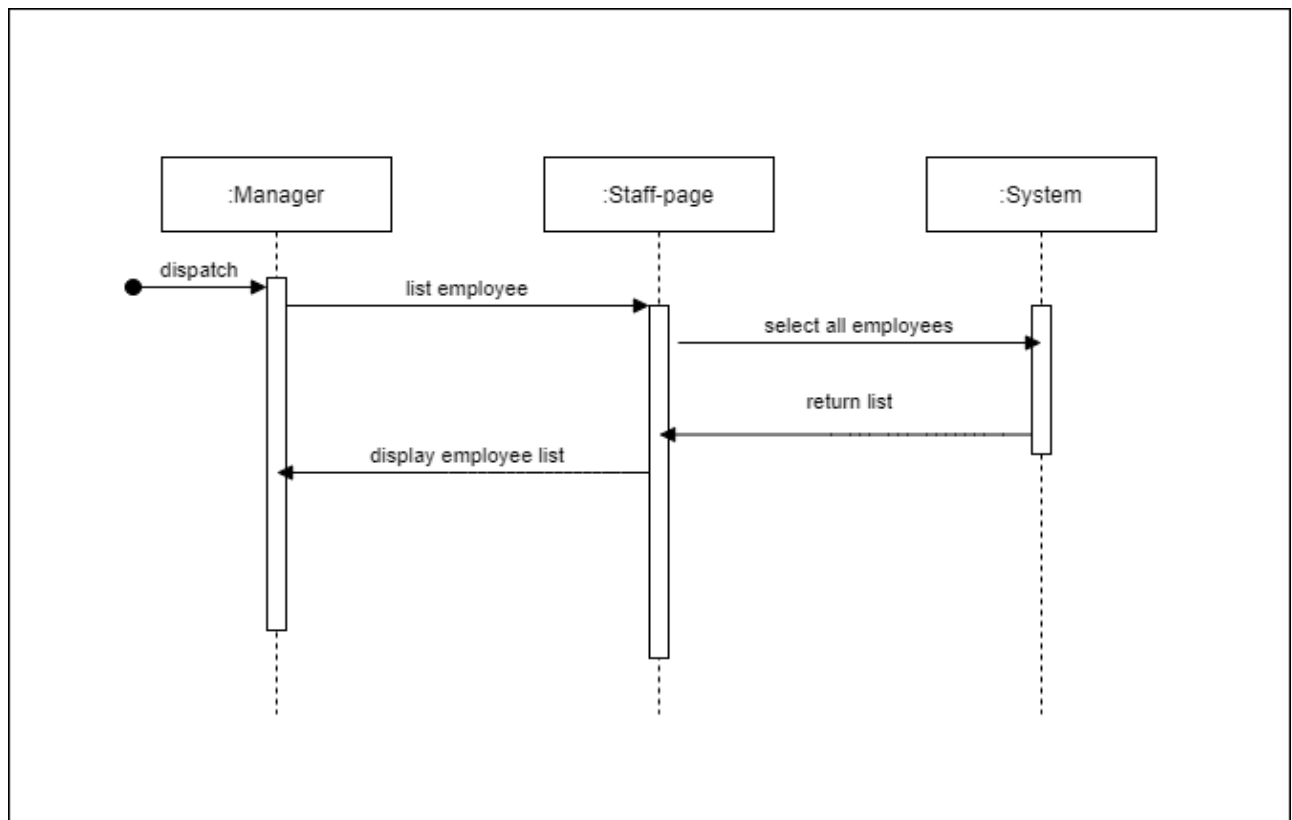 :Manager
:Staff-page
:System
dispatch
list employee
select all employees
return list
display employee list